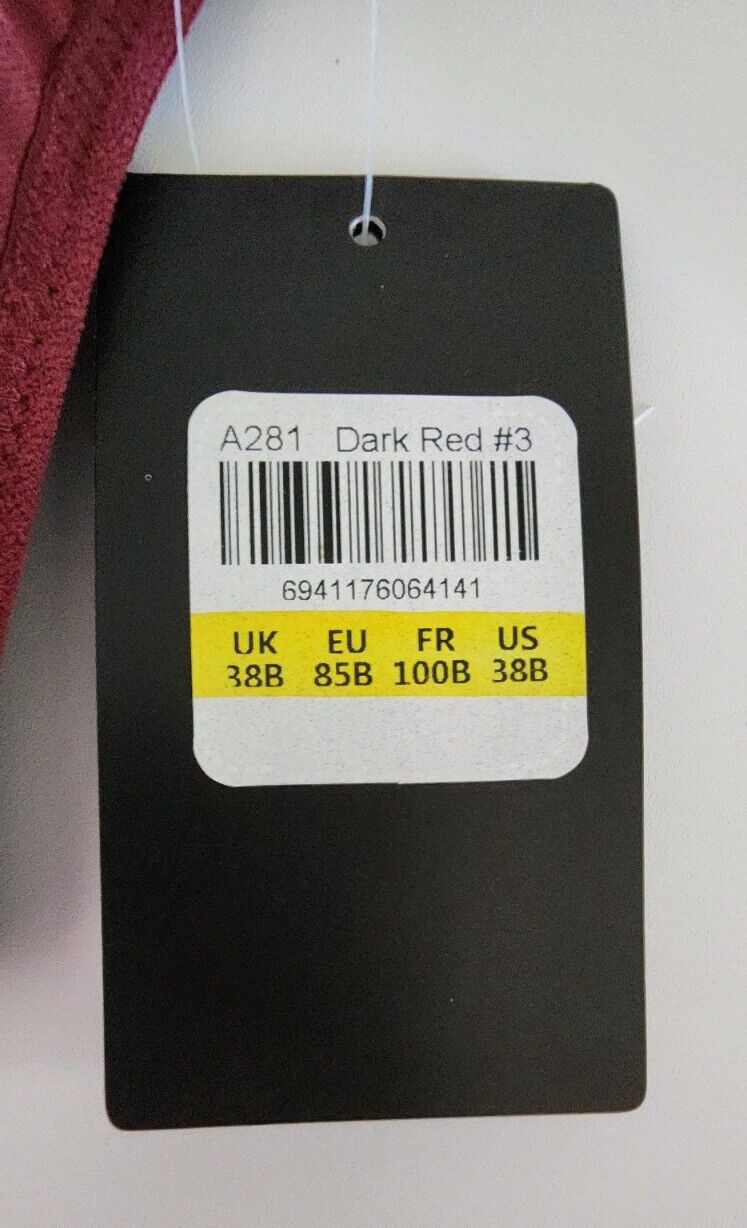 A281 Dark Red #3
6941176064141
UK EU FR US
38B 85B 100B 38B